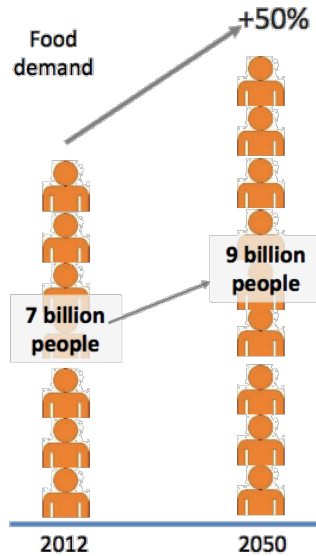 +50%
Food
demand
9 billion
people
7 billion
people
2012
2050